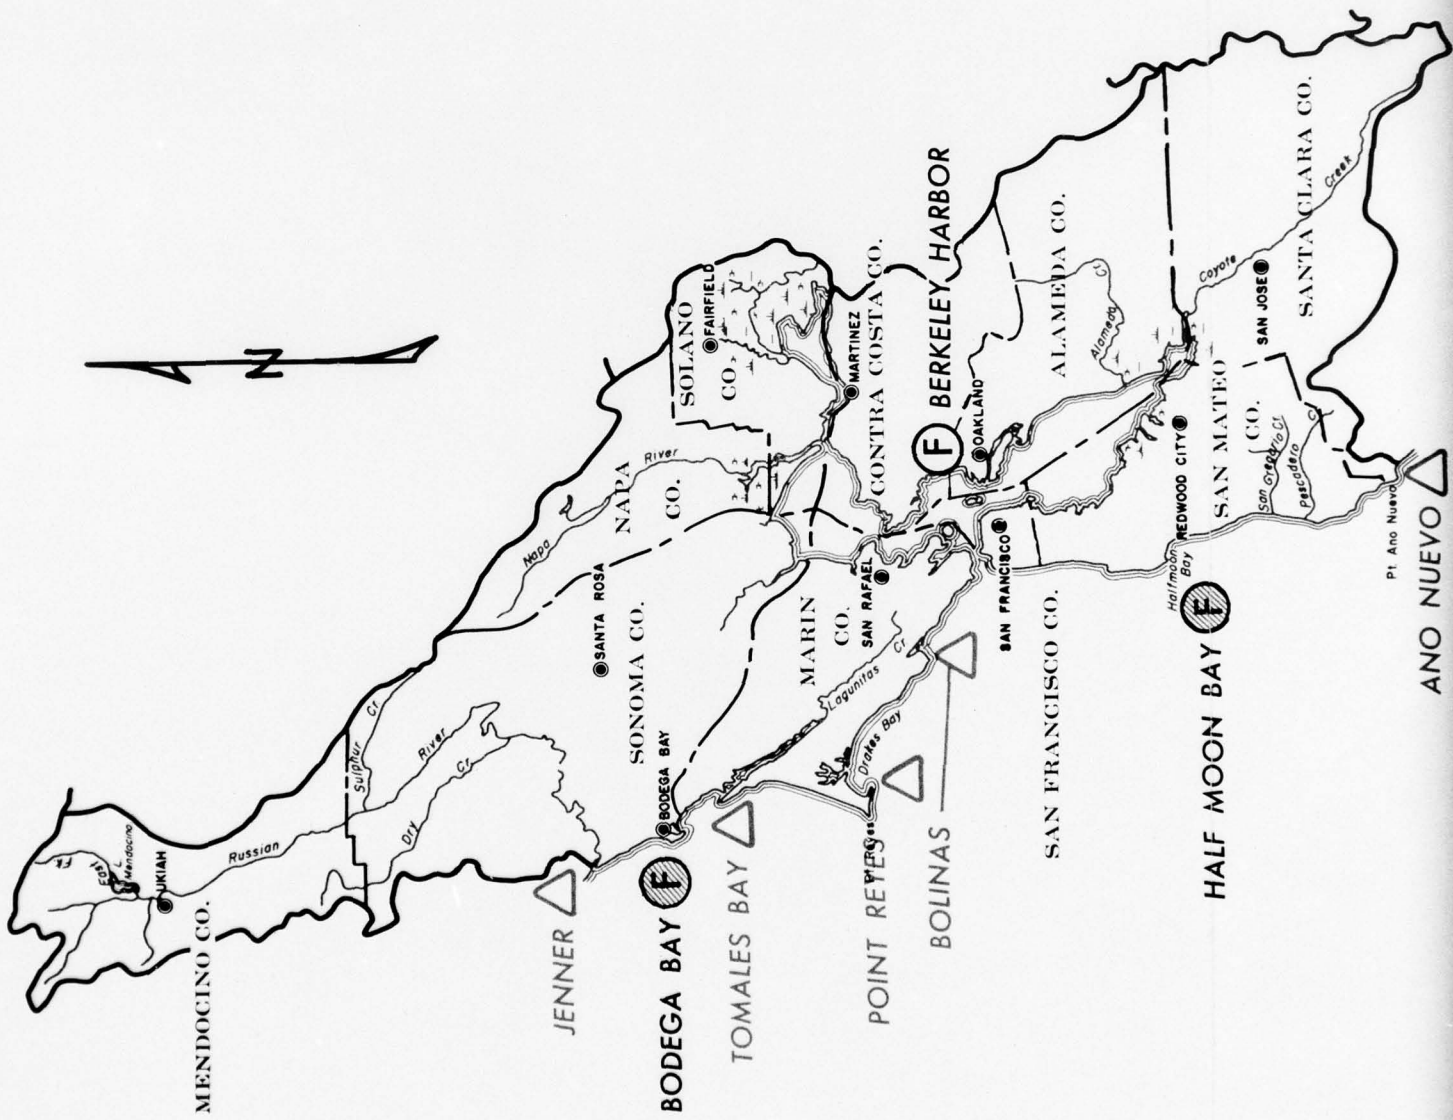 N
MENDOCINO CO.
UKIAH
East
Fk.
L.
Mendocino
Russian
River
Sulphur
Cr.
Dry
Cr.
JENNER
BODEGA BAY
F
BODEGA BAY
SONOMA CO.
SANTA ROSA
TOMALES BAY
POINT REYES
Drakes Bay
BOLINAS
Lagunitas
Cr.
MARIN
CO.
SAN RAFAEL
Napa
River
NAPA
CO.
SOLANO
CO.
FAIRFIELD
MARTINEZ
CONTRA COSTA CO.
F
BERKELEY HARBOR
OAKLAND
ALAMEDA CO.
Alameda
Cr.
SAN FRANCISCO
SAN FRANCISCO CO.
Halfmoon
Bay
F
HALF MOON BAY
REDWOOD CITY
SAN MATEO
CO.
San Gregorio Cr.
Pescadero
Cr.
Coyote
Creek
SAN JOSE
SANTA CLARA CO.
Pt. Ano Nuevo
ANO NUEVO